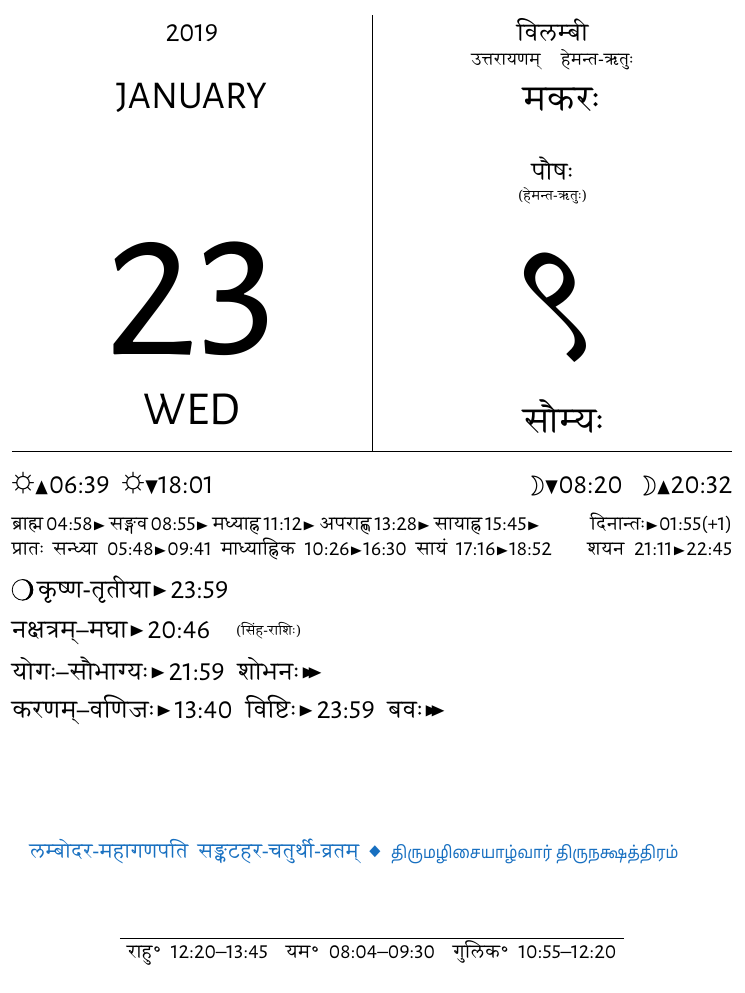 2019
JANUARY
23
WED
विलम्बी
उत्तरायणम् हेमन्त-ऋतुः
मकरः
पौषः
(हेमन्त-ऋतुः)
९
सौम्यः
☼▲06:39 ☼▼18:01 ☽▼08:20 ☽▲20:32
ब्राह्म 04:58► सङ्गव 08:55► मध्याह्न 11:12► अपराह्ण 13:28► सायाह्न 15:45► दिनान्तः►01:55(+1)
प्रातः सन्ध्या 05:48►09:41 माध्याह्निक 10:26►16:30 सायं 17:16►18:52 शयन 21:11►22:45
कृष्ण-तृतीया►23:59
नक्षत्रम्–मघा►20:46 (सिंह-राशिः)
योगः–सौभाग्यः►21:59 शोभनः►►
करणम्–वणिजः►13:40 विष्टिः►23:59 बवः►►
लम्बोदर-महागणपति सङ्कटहर-चतुर्थी-व्रतम् ◆ திருமழிசையாழ்வார் திருநக்ஷத்திரம்
राहु° 12:20–13:45 यम° 08:04–09:30 गुलिक° 10:55–12:20